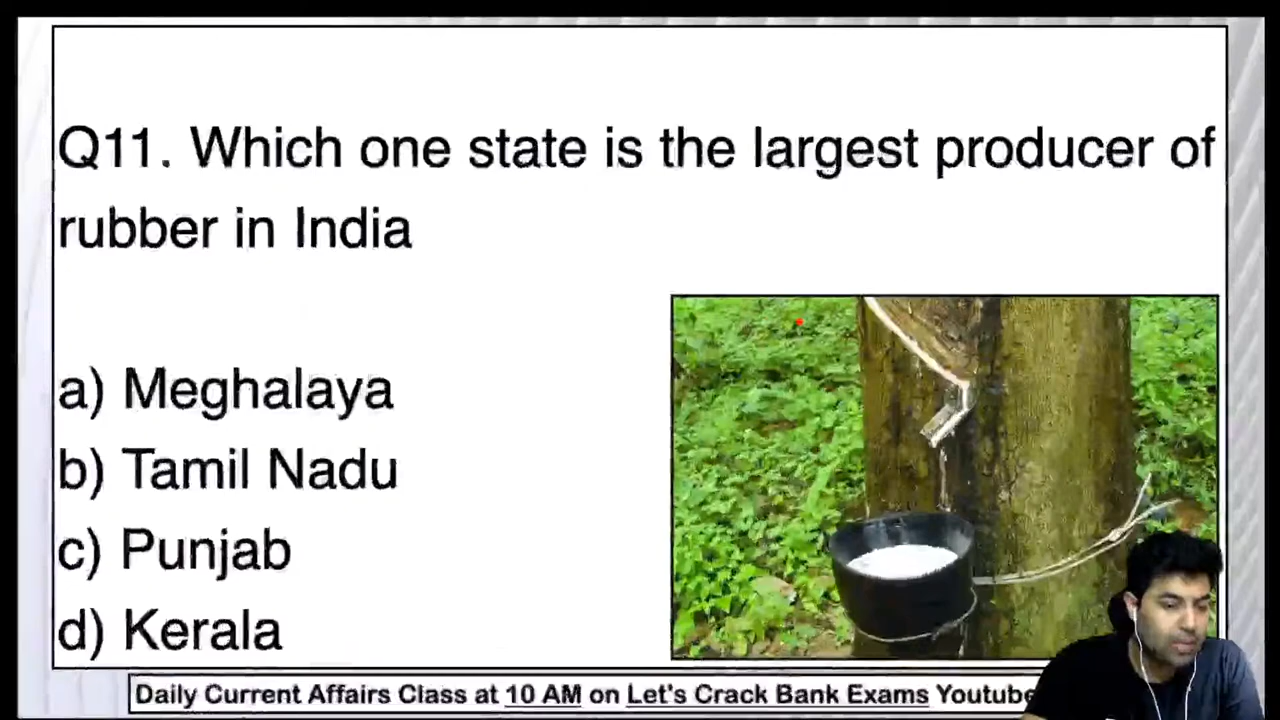 Q11. Which one state is the largest producer of
rubber in India
a) Meghalaya
b) Tamil Nadu
c) Punjab
d) Kerala
Daily Current Affairs Class at 10 AM on Let's Crack Bank Exams Youtube